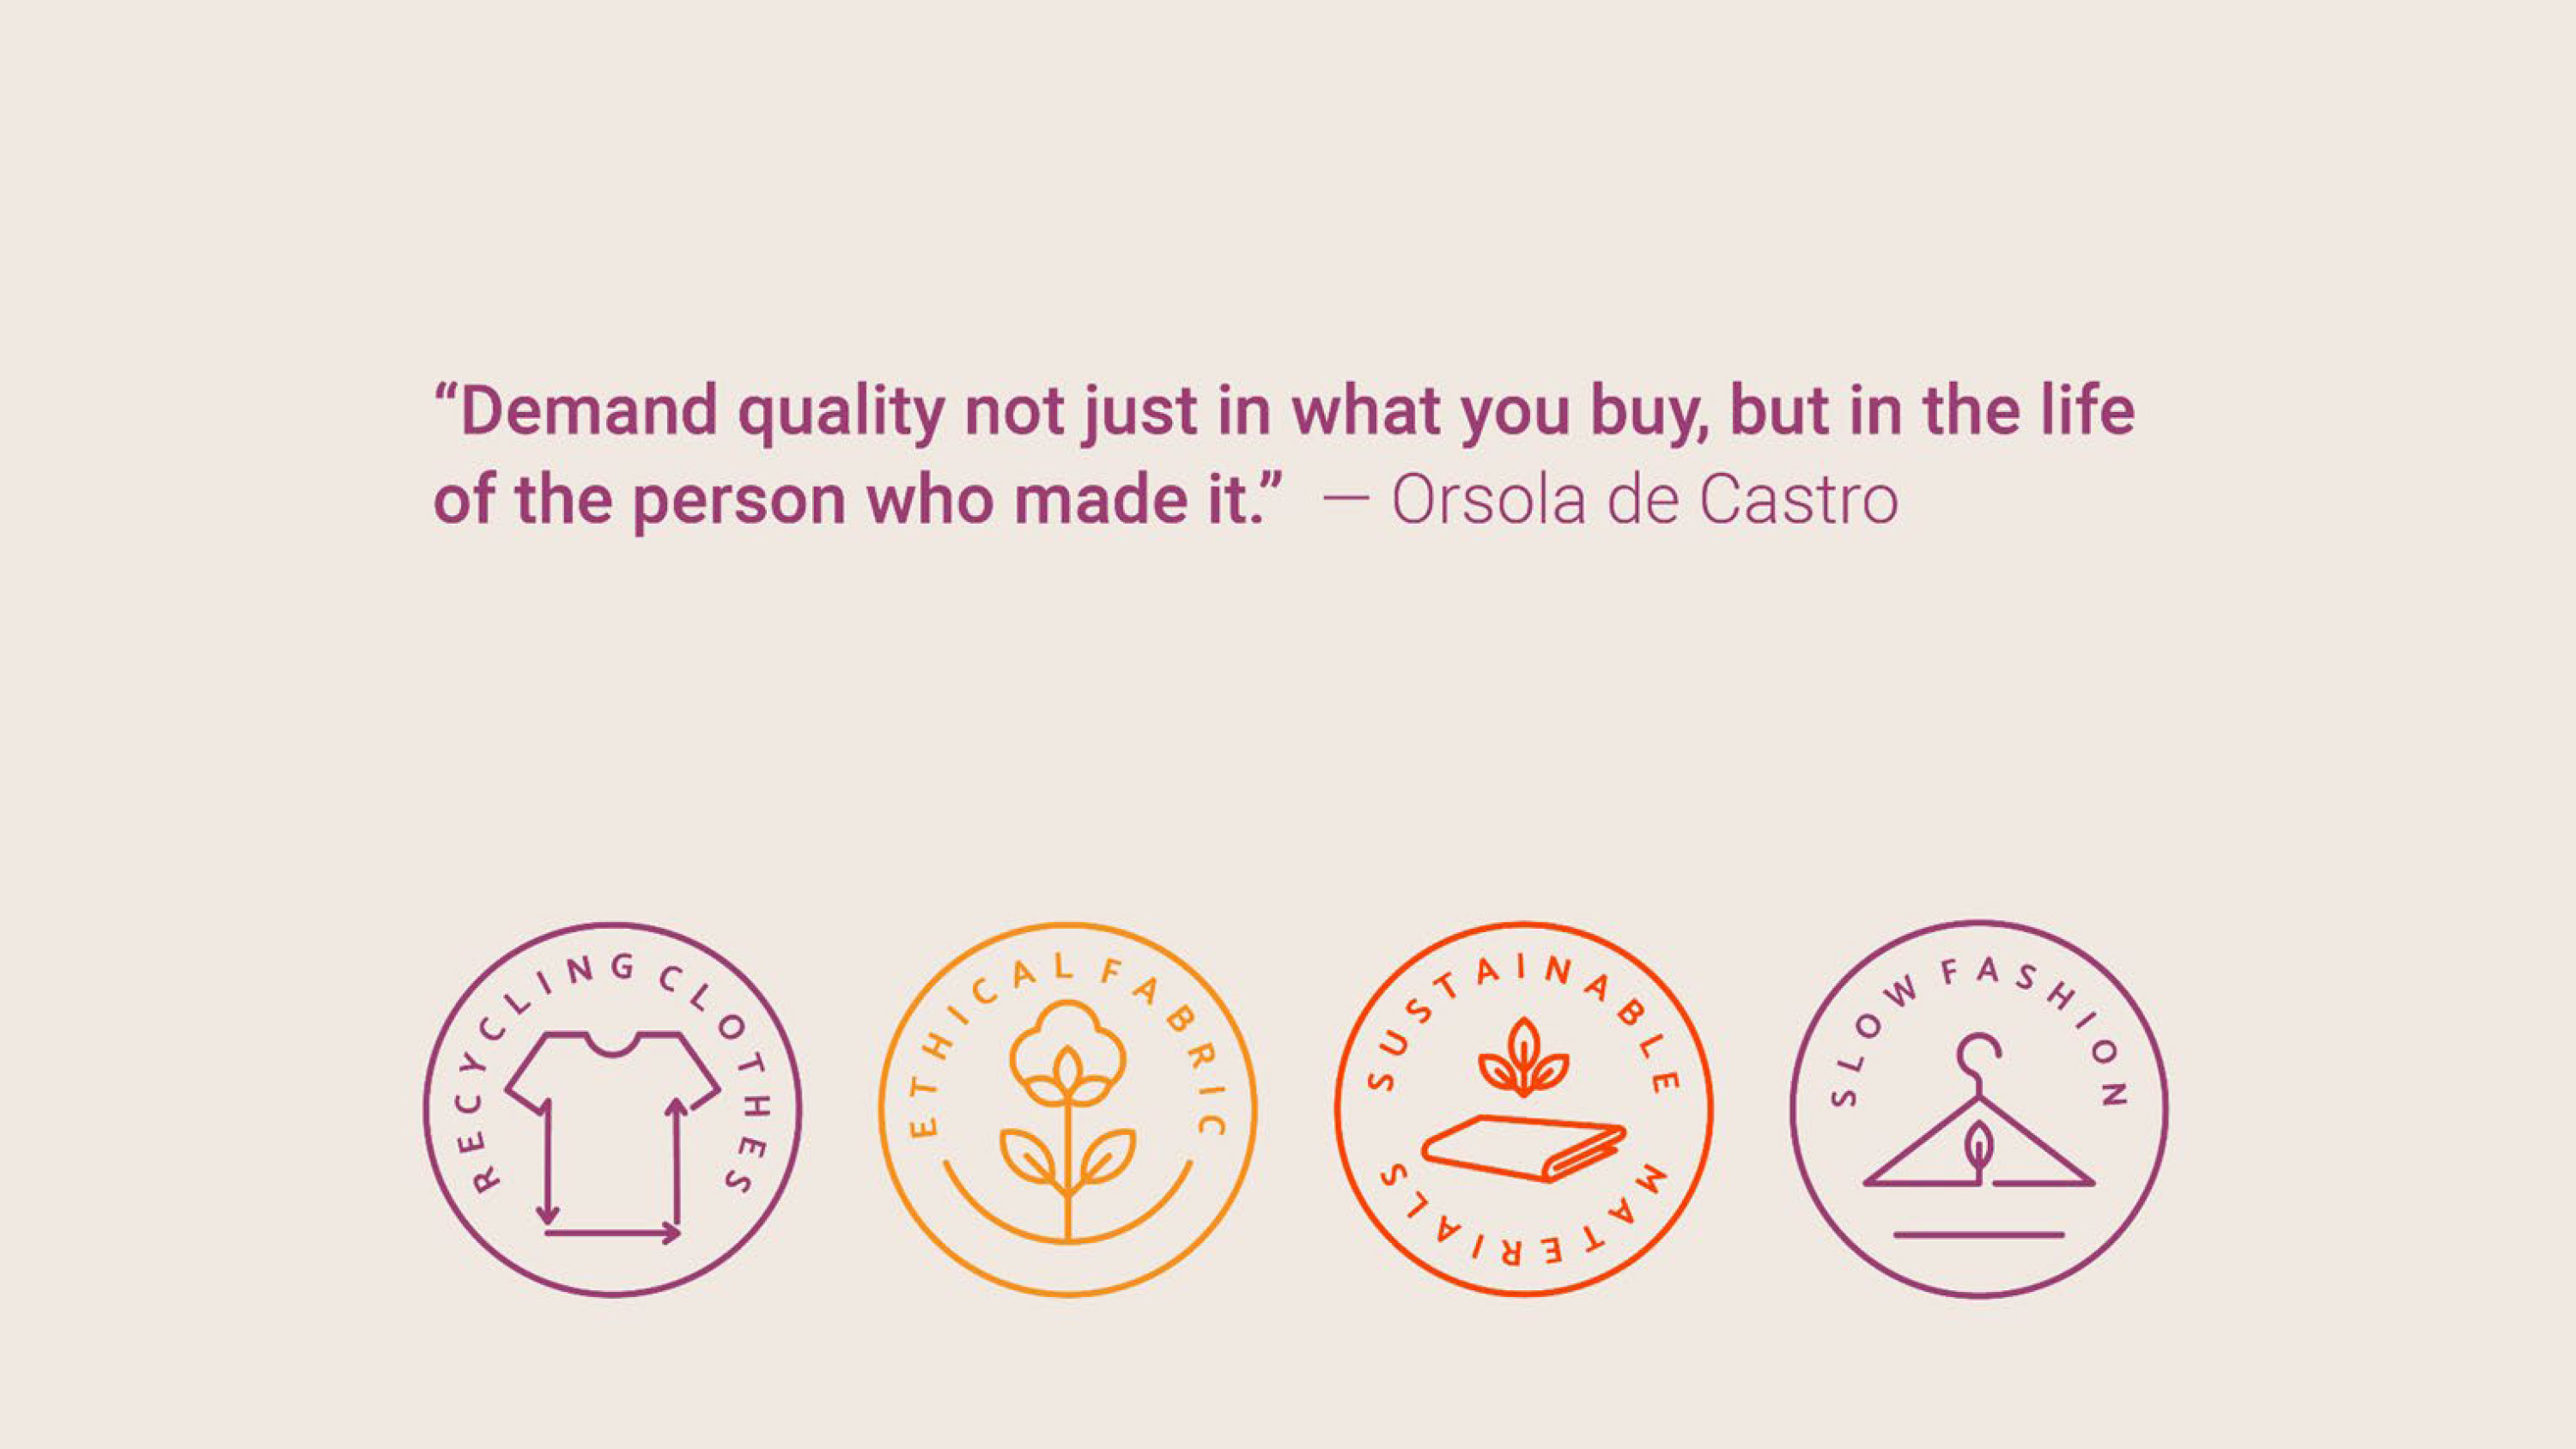 “Demand quality not just in what you buy, but in the life
of the person who made it.” — Orsola de Castro
RECYCLING CLOTHES
ETHICAL FABRIC
SUSTAINABLE MATERIALS
SLOW FASHION